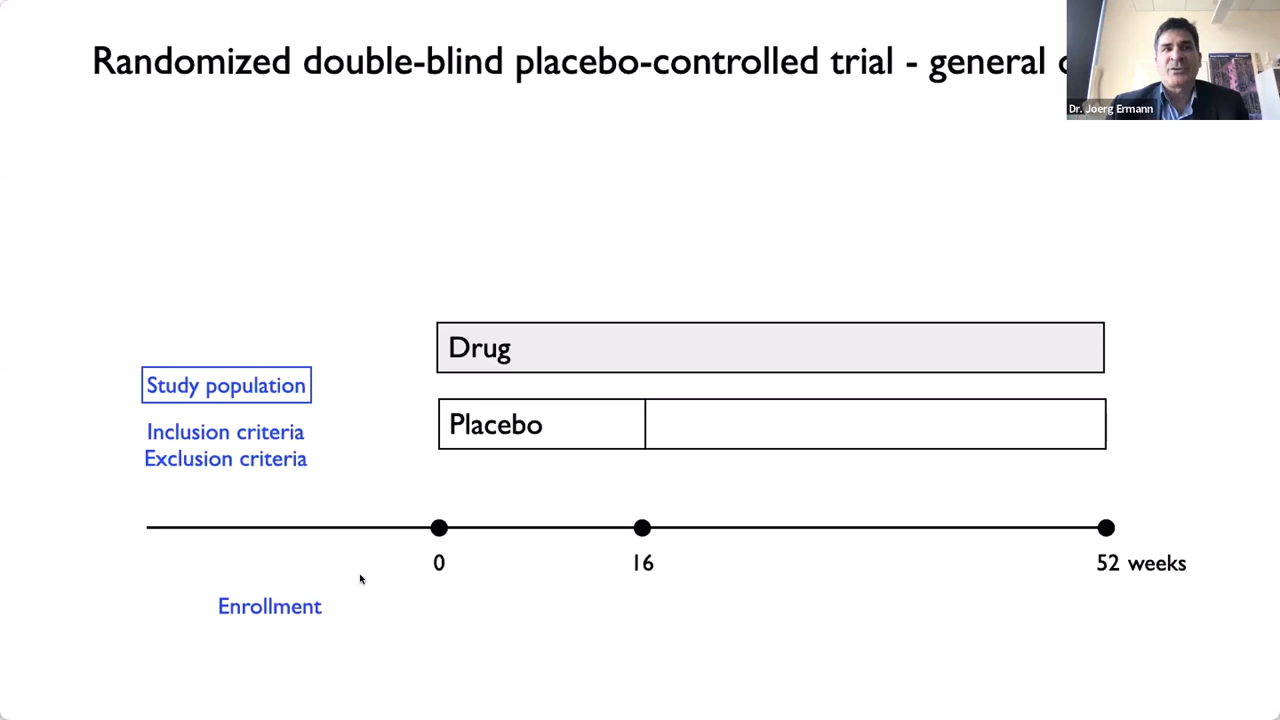 Randomized double-blind placebo-controlled trial - general
Dr. Joerg Ermann
Drug
Study population
Placebo
Inclusion criteria
Exclusion criteria
0
16
52 weeks
Enrollment